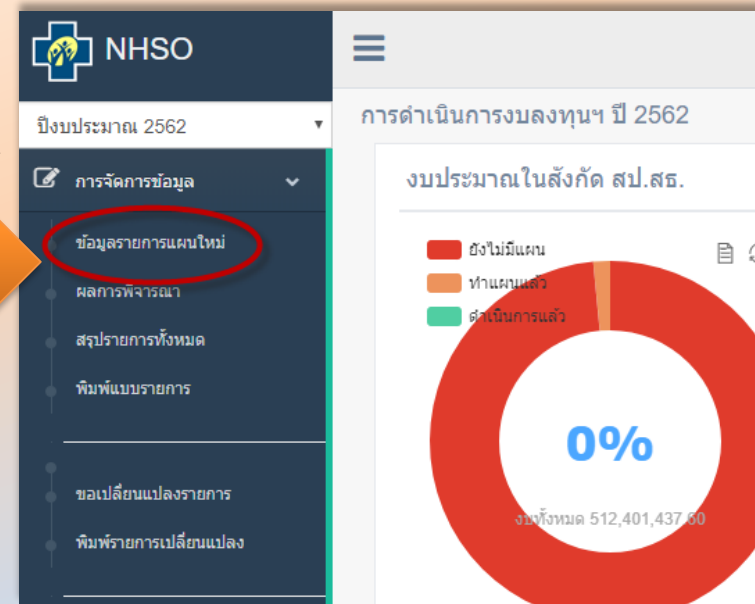 NHSO
ปีงบประมาณ 2562
การดำเนินการงบลงทุนฯ ปี 2562
การจัดการข้อมูล
งบประมาณในสังกัด สป.สธ.
ข้อมูลรายการแผนใหม่
ยังไม่มีแผน
ทำแผนแล้ว
ดำเนินการแล้ว
ผลการพิจารณา
สรุปรายการทั้งหมด
พิมพ์แบบรายการ
0%
งบทั้งหมด 512,401,437.60
ขอเปลี่ยนแปลงรายการ
พิมพ์รายการเปลี่ยนแปลง